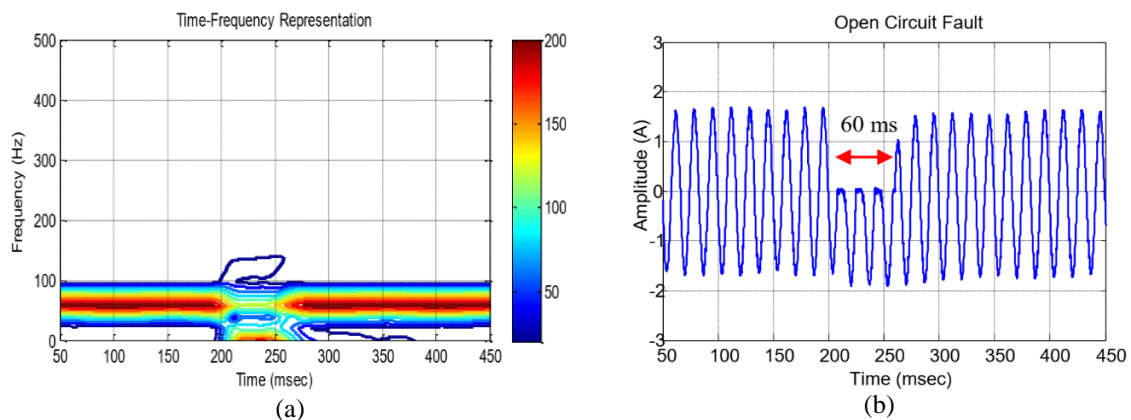 Time-Frequency Representation
500
400
300
200
100
0
Frequency (Hz)
50 100 150 200 250 300 350 400 450
Time (msec)
200
150
100
50
(a)
Open Circuit Fault
3
2
1
0
-1
-2
-3
Amplitude (A)
60 ms
50 100 150 200 250 300 350 400 450
Time (msec)
(b)